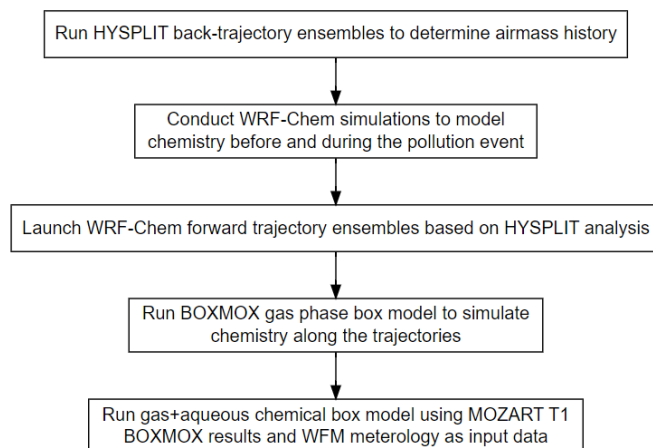 Run HYSPLIT back-trajectory ensembles to determine airmass history
Conduct WRF-Chem simulations to model
chemistry before and during the pollution event
Launch WRF-Chem forward trajectory ensembles based on HYSPLIT analysis
Run BOXMOX gas phase box model to simulate
chemistry along the trajectories
Run gas+aqueous chemical box model using MOZART T1
BOXMOX results and WFM meterology as input data